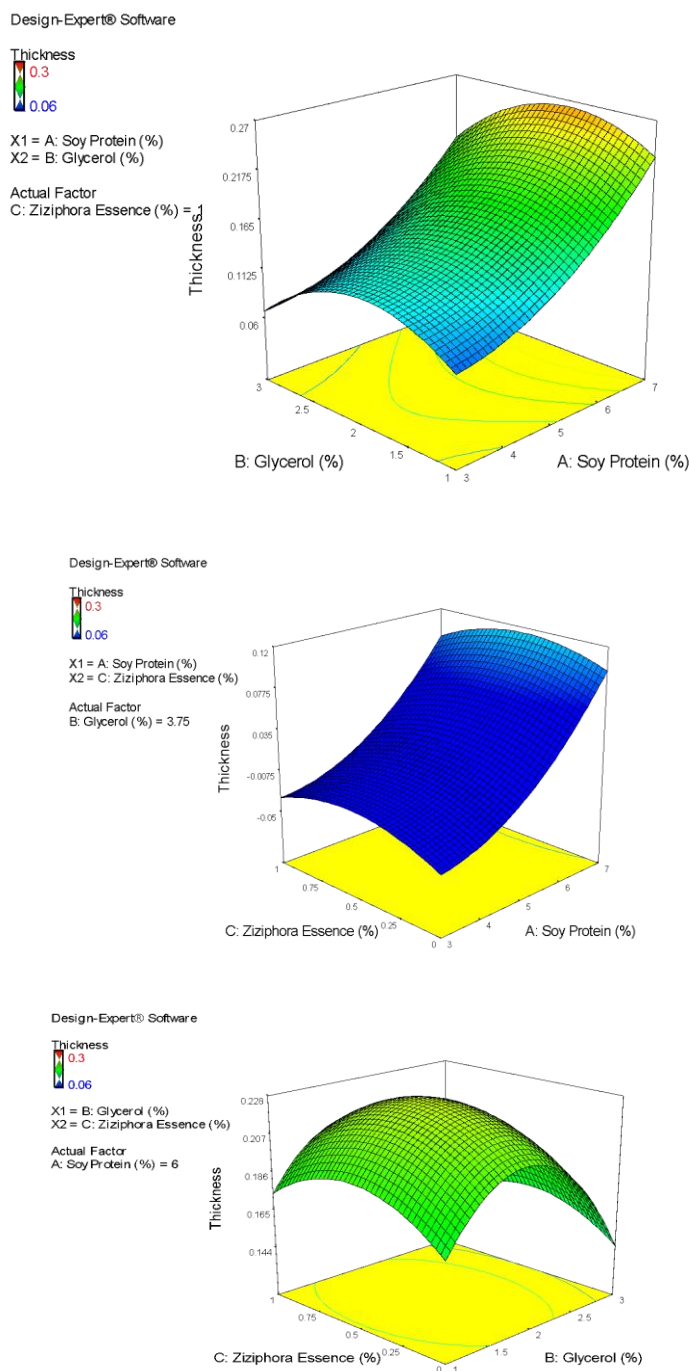 Design-Expert® Software
Thickness
0.3
0.06
X1 = A: Soy Protein (%)
X2 = B: Glycerol (%)
Actual Factor
C: Ziziphora Essence (%) = 1
Thickness
0.27
0.2175
0.165
0.1125
0.06
3
2.5
2
1.5
1
3
4
5
6
7
B: Glycerol (%)
A: Soy Protein (%)
Design-Expert® Software
Thickness
0.3
0.06
X1 = A: Soy Protein (%)
X2 = C: Ziziphora Essence (%)
Actual Factor
B: Glycerol (%) = 3.75
Thickness
0.12
0.0775
0.035
-0.0075
-0.05
1
0.75
0.5
0.25
0
3
4
5
6
7
C: Ziziphora Essence (%)
A: Soy Protein (%)
Design-Expert® Software
Thickness
0.3
0.06
X1 = B: Glycerol (%)
X2 = C: Ziziphora Essence (%)
Actual Factor
A: Soy Protein (%) = 6
Thickness
0.228
0.207
0.186
0.165
0.144
1
0.75
0.5
0.25
0
1
1.5
2
2.5
3
C: Ziziphora Essence (%)
B: Glycerol (%)